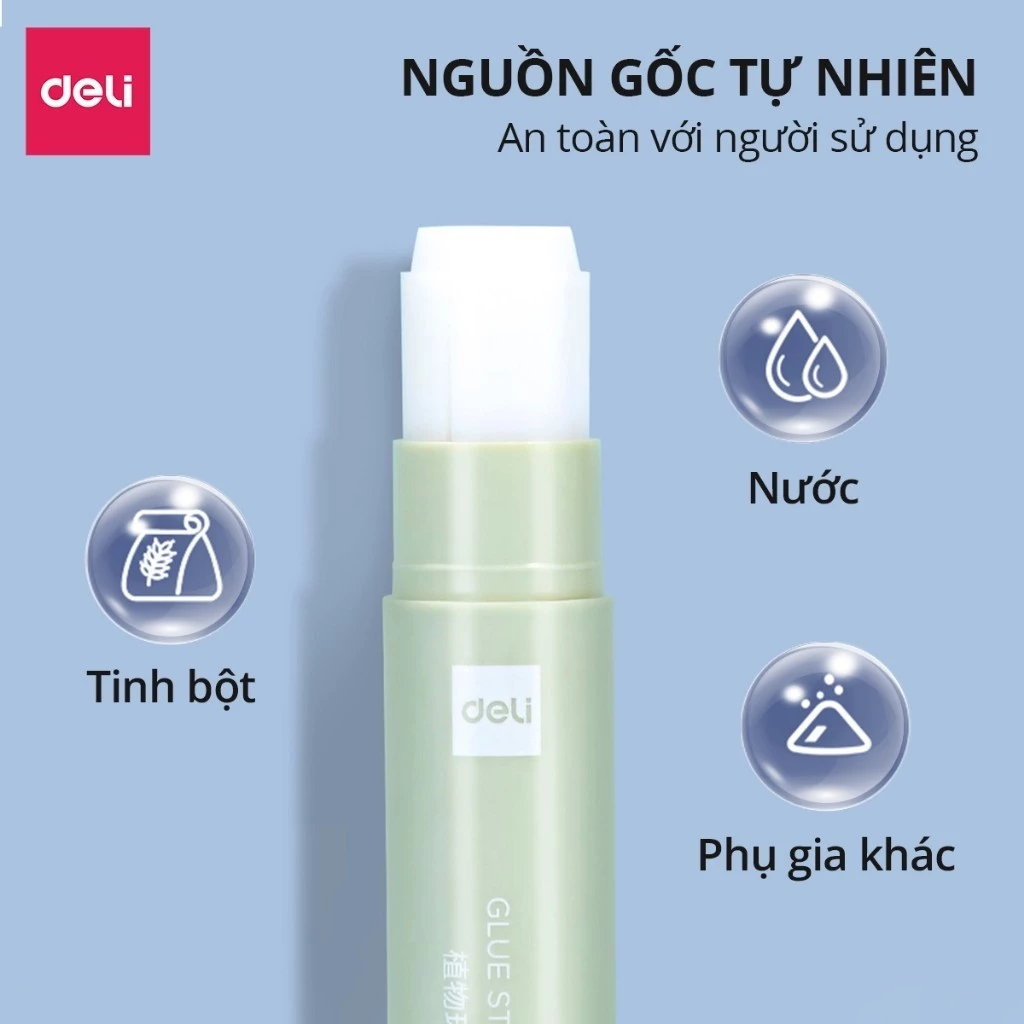 deli
NGUỒN GỐC TỰ NHIÊN
An toàn với người sử dụng
Nước
Tinh bột
deli
Phụ gia khác
GLUE ST
植物